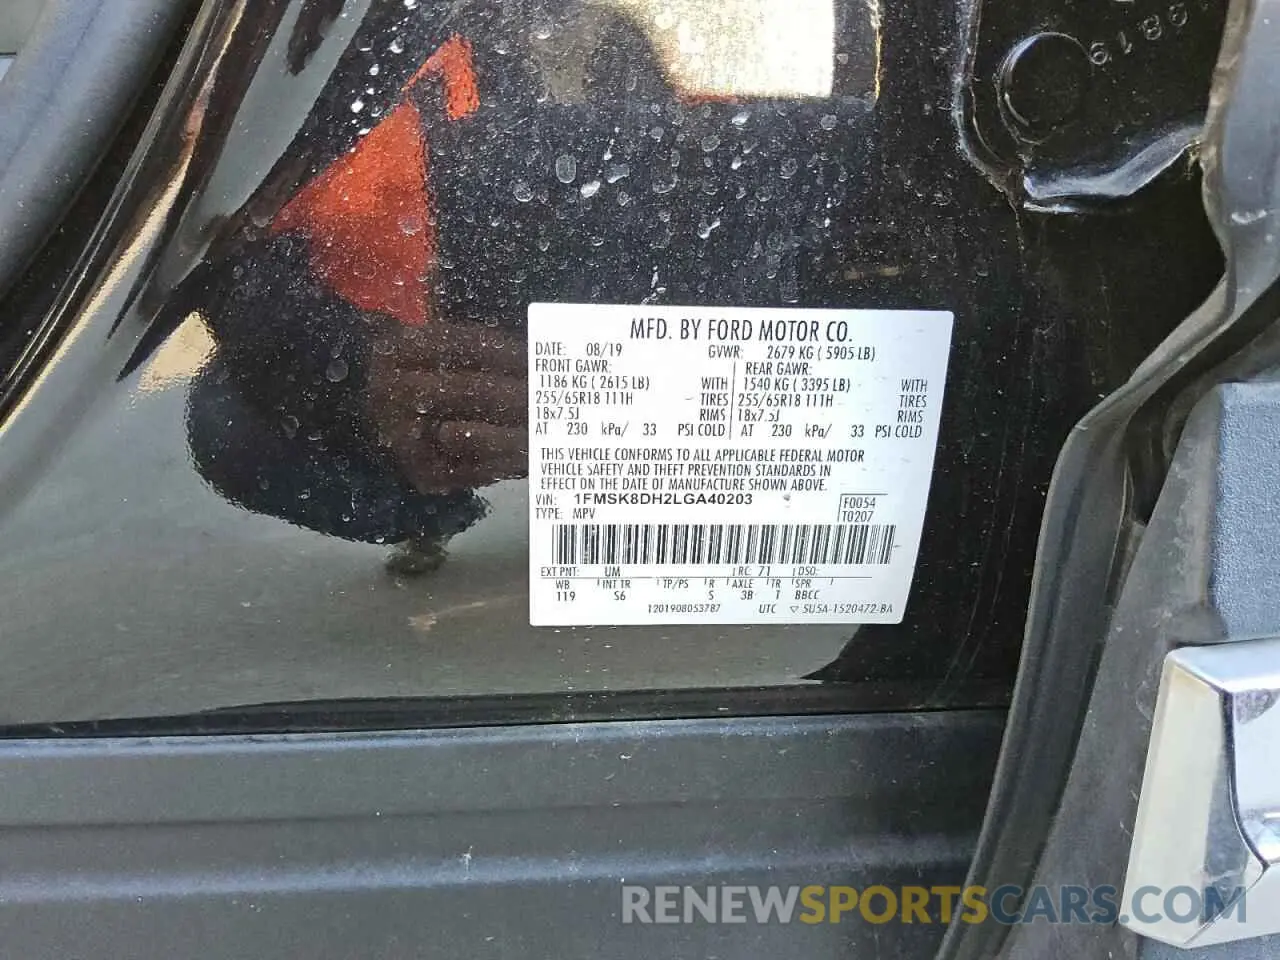 9819
MFD. BY FORD MOTOR CO.
DATE: 08/19 GVWR: 2679 KG ( 5905 LB)
FRONT GAWR: REAR GAWR:
1186 KG ( 2615 LB) WITH 1540 KG ( 3395 LB) WITH
255/65R18 111H TIRES 255/65R18 111H TIRES
18x7.5J RIMS 18x7.5J RIMS
AT 230 kPa/ 33 PSI COLD AT 230 kPa/ 33 PSI COLD
THIS VEHICLE CONFORMS TO ALL APPLICABLE FEDERAL MOTOR
VEHICLE SAFETY AND THEFT PREVENTION STANDARDS IN
EFFECT ON THE DATE OF MANUFACTURE SHOWN ABOVE.
VIN: 1FMSK8DH2LGA40203 F0054
TYPE: MPV T0207
EXT PNT: UM RC: 71 DSO:
WB INT TR TP/PS R AXLE TR SPR
119 S6 S 3B T BBCC
1201908053787 UTC ▽ 5U5A-1520472-BA
RENEWSPORTSCARS.COM